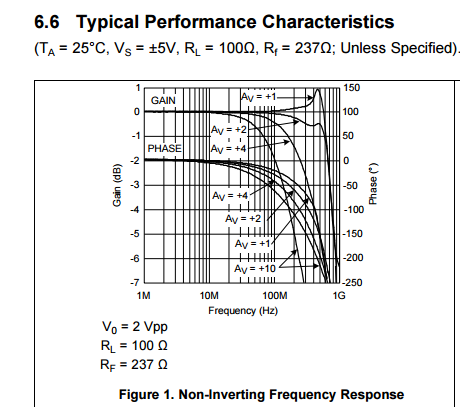 6.6 Typical Performance Characteristics
(TA = 25°C, VS = ±5V, RL = 100Ω, Rf = 237Ω; Unless Specified).
1
0
-1
-2
-3
-4
-5
-6
-7
Gain (dB)
GAIN
PHASE
AV = +1
AV = +2
AV = +4
AV = +4
AV = +2
AV = +1
AV = +10
150
100
50
0
-50
-100
-150
-200
-250
Phase (°)
1M 10M 100M 1G
Frequency (Hz)
V0 = 2 Vpp
RL = 100 Ω
RF = 237 Ω
Figure 1. Non-Inverting Frequency Response